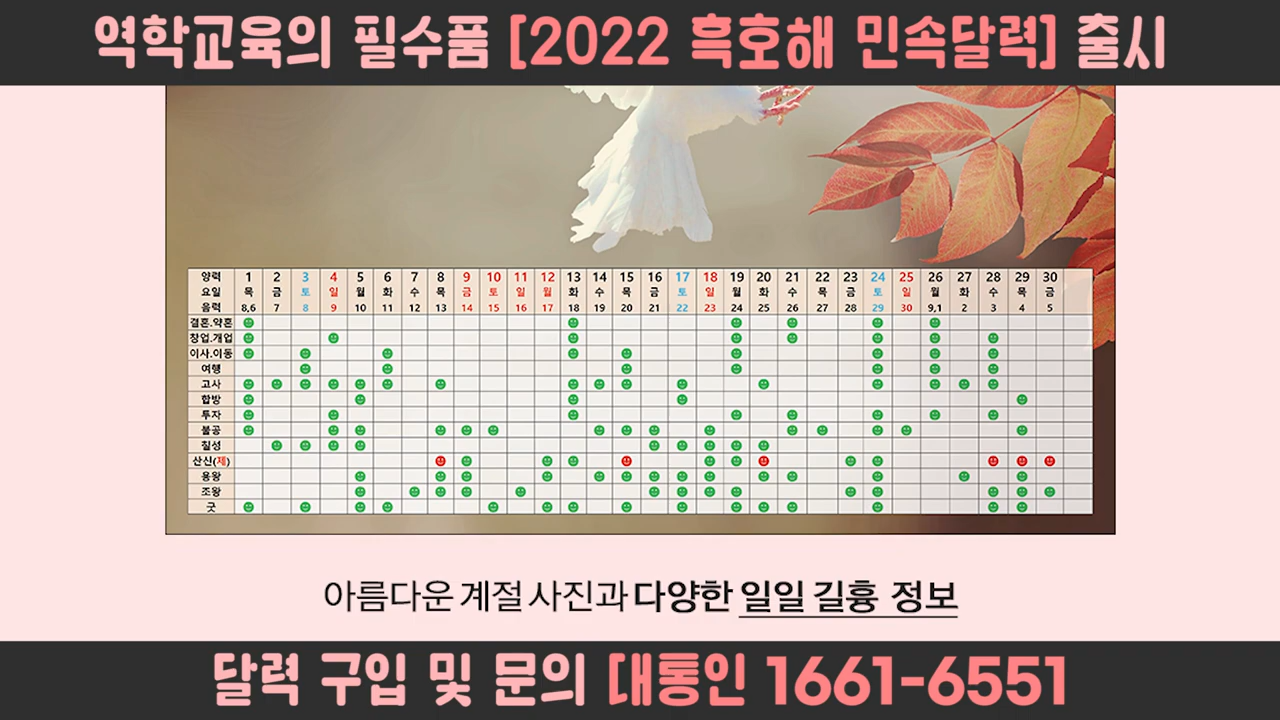 역학교육의 필수품 [2022 흑호해 민속달력] 출시
양력 1 2 3 4 5 6 7 8 9 10 11 12 13 14 15 16 17 18 19 20 21 22 23 24 25 26 27 28 29 30
요일 목 금 토 일 월 화 수 목 금 토 일 월 화 수 목 금 토 일 월 화 수 목 금 토 일 월 화 수 목 금
음력 8,6 7 8 9 10 11 12 13 14 15 16 17 18 19 20 21 22 23 24 25 26 27 28 29 30 9,1 2 3 4 5
결혼.약혼
창업.개업
이사.이동
여행
고사
합방
투자
불공
칠성
산신(제)
용왕
조왕
굿
아름다운 계절 사진과 다양한 일일 길흉 정보
달력 구입 및 문의 대통인 1661-6551